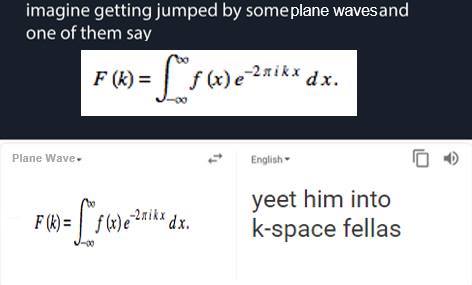 imagine getting jumped by some plane waves and
one of them say
F (k) = ∫_{-∞}^{∞} f (x) e^{-2πikx} dx.
Plane Wave
English
F (k) = ∫_{-∞}^{∞} f (x) e^{-2πikx} dx.
yeet him into
k-space fellas